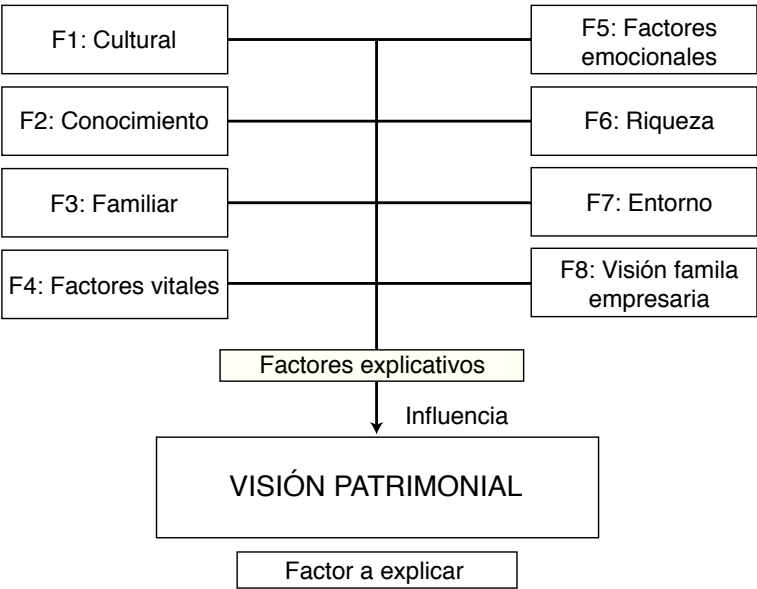 F1: Cultural
F5: Factores
emocionales
F2: Conocimiento
F6: Riqueza
F3: Familiar
F7: Entorno
F4: Factores vitales
F8: Visión famila
empresaria
Factores explicativos
Influencia
VISIÓN PATRIMONIAL
Factor a explicar